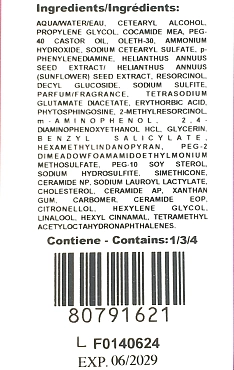 Ingredients/Ingrédients:
AQUA/WATER/EAU, CETEARYL ALCOHOL,
PROPYLENE GLYCOL, COCAMIDE MEA, PEG-
40 CASTOR OIL, OLETH-30, AMMONIUM
HYDROXIDE, SODIUM CETEARYL SULFATE, p-
PHENYLENEDIAMINE, HELIANTHUS ANNUUS
SEED EXTRACT/ HELIANTHUS ANNUUS
(SUNFLOWER) SEED EXTRACT, RESORCINOL,
DECYL GLUCOSIDE, SODIUM SULFITE,
PARFUM/FRAGRANCE, TETRASODIUM
GLUTAMATE DIACETATE, ERYTHORBIC ACID,
PHYTOSPHINGOSINE, 2-METHYLRESORCINOL,
m-AMINOPHENOL, 2,4-
DIAMINOPHENOXYETHANOL HCL, GLYCERIN,
BENZYL SALICYLATE,
HEXAMETHYLINDANOPYRAN, PEG-2
DIMEADOWFOAMAMIDOETHYLMONIUM
METHOSULFATE, PEG-10 SOY STEROL,
SODIUM HYDROSULFITE, SIMETHICONE,
CERAMIDE NP, SODIUM LAUROYL LACTYLATE,
CHOLESTEROL, CERAMIDE AP, XANTHAN
GUM, CARBOMER, CERAMIDE EOP,
CITRONELLOL, HEXYLENE GLYCOL,
LINALOOL, HEXYL CINNAMAL, TETRAMETHYL
ACETYLOCTAHYDRONAPHTHALENES.
Contiene - Contains:1/3/4
80791621
L F0140624
EXP. 06/2029